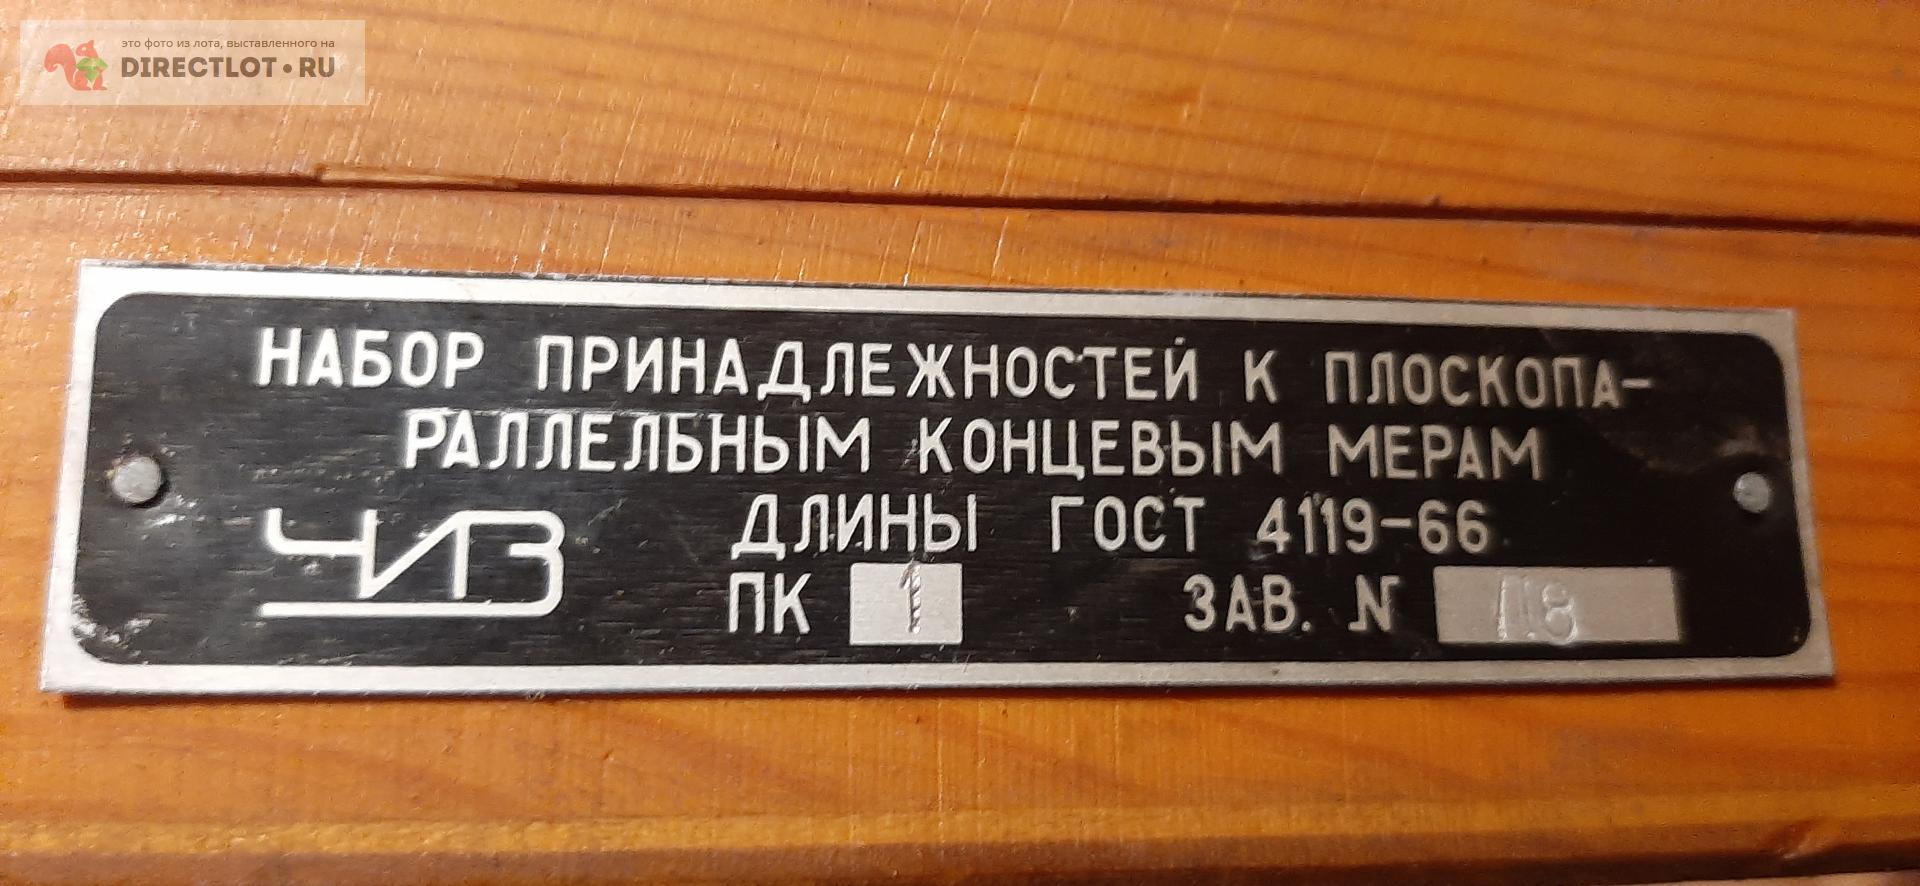 это фото из лота, выставленного на
DIRECTLOT•RU
НАБОР ПРИНАДЛЕЖНОСТЕЙ К ПЛОСКОПА-
РАЛЛЕЛЬНЫМ КОНЦЕВЫМ МЕРАМ
ДЛИНЫ ГОСТ 4119-66
ЧИЗ
ПК 1 ЗАВ. N